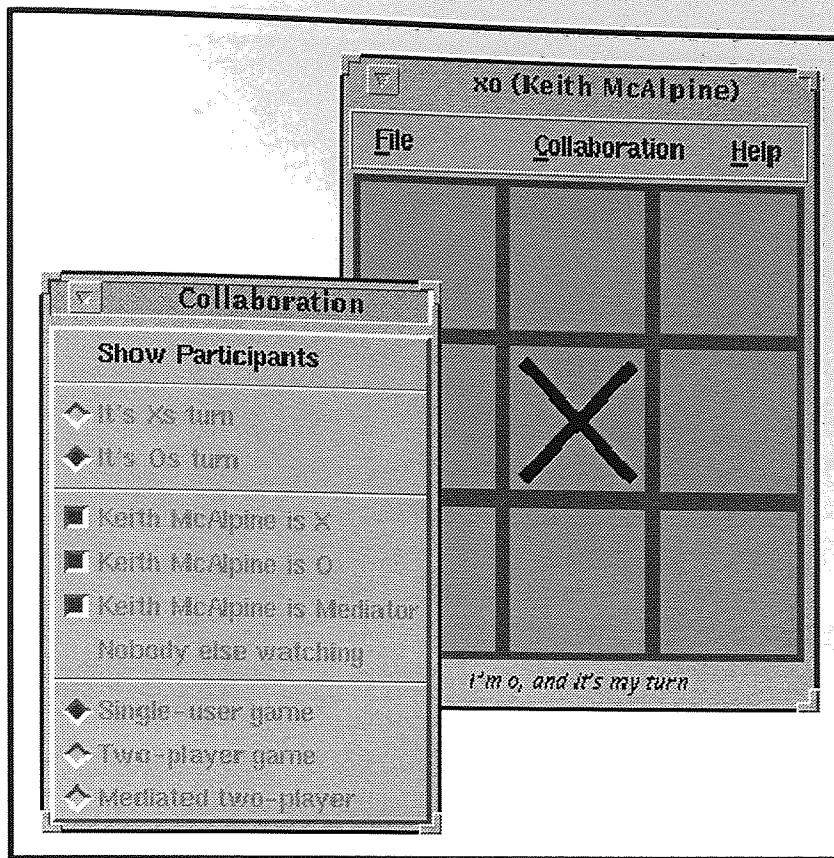 xo (Keith McAlpine)
File Collaboration Help
Collaboration
Show Participants
It's Xs turn
It's Os turn
Keith McAlpine is X
Keith McAlpine is O
Keith McAlpine is Mediator
Nobody else watching
Single-user game
Two-player game
Mediated two-player
I'm o, and it's my turn